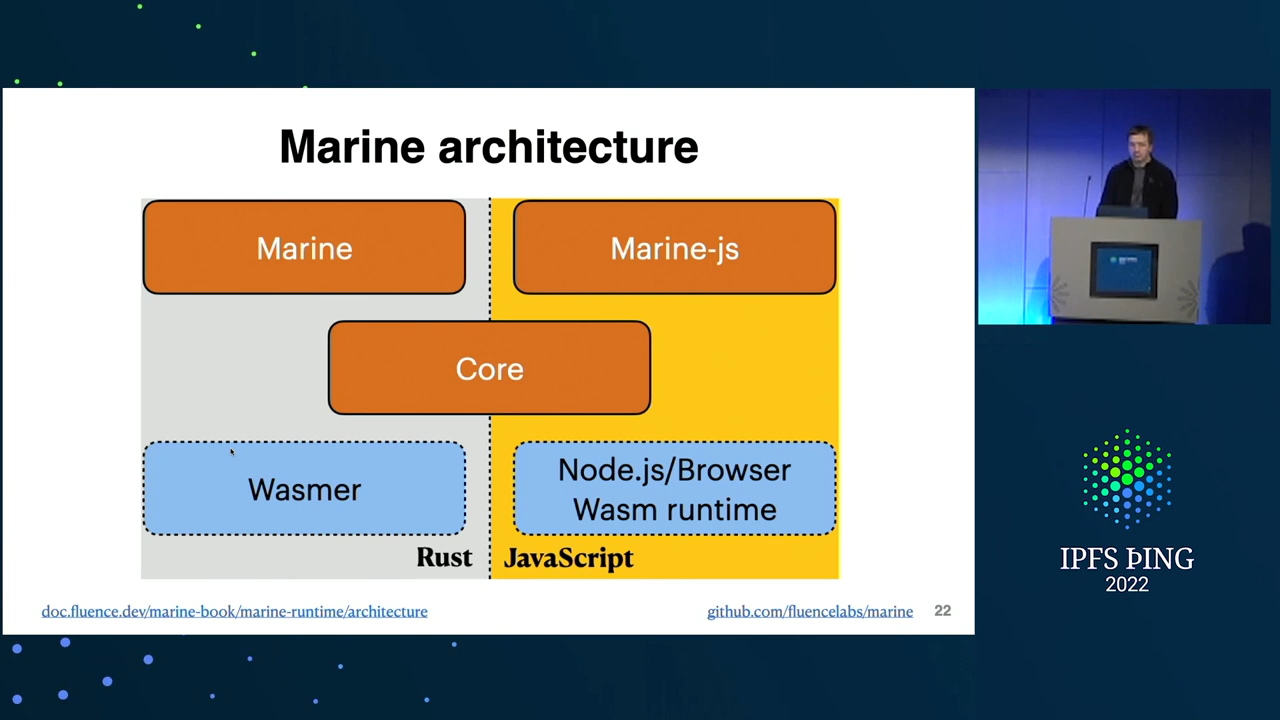 Marine architecture
Marine
Marine-js
Core
Wasmer
Node.js/Browser
Wasm runtime
Rust
JavaScript
doc.fluence.dev/marine-book/marine-runtime/architecture
github.com/fluencelabs/marine
22
IPFS ÞING
2022